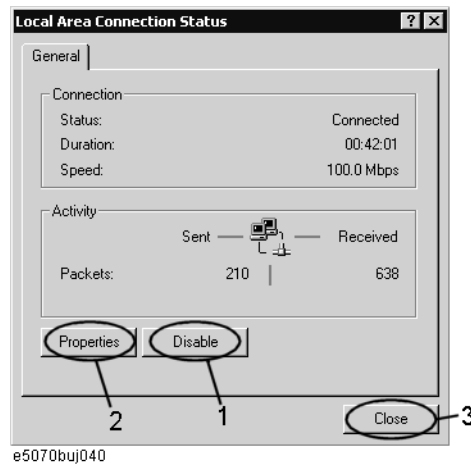 Local Area Connection Status ? X
General
Connection
Status: Connected
Duration: 00:42:01
Speed: 100.0 Mbps
Activity
Sent Received
Packets: 210 638
Properties Disable
2 1
Close 3
e5070buj040